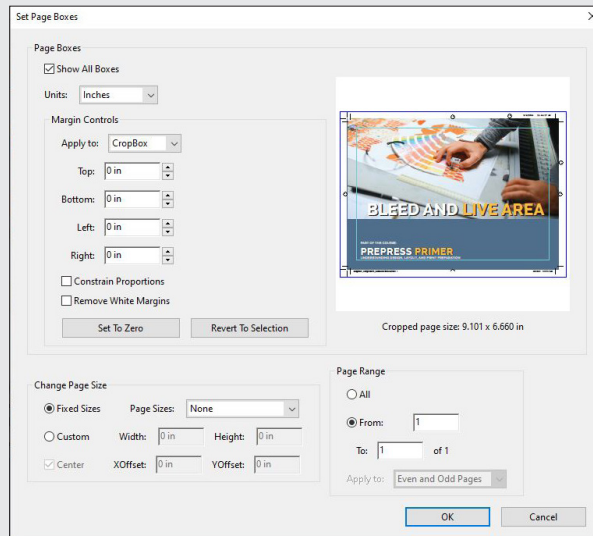 Set Page Boxes
Page Boxes
Show All Boxes
Units: Inches
Margin Controls
Apply to: CropBox
Top: 0 in
Bottom: 0 in
Left: 0 in
Right: 0 in
Constrain Proportions
Remove White Margins
Set To Zero Revert To Selection
BLEED AND LIVE AREA
PREPRESS PRIMER
Cropped page size: 9.101 x 6.660 in
Change Page Size
Fixed Sizes Page Sizes: None
Custom Width: 0 in Height: 0 in
Center XOffset: 0 in YOffset: 0 in
Page Range
All
From: 1
To: 1 of 1
Apply to: Even and Odd Pages
OK Cancel